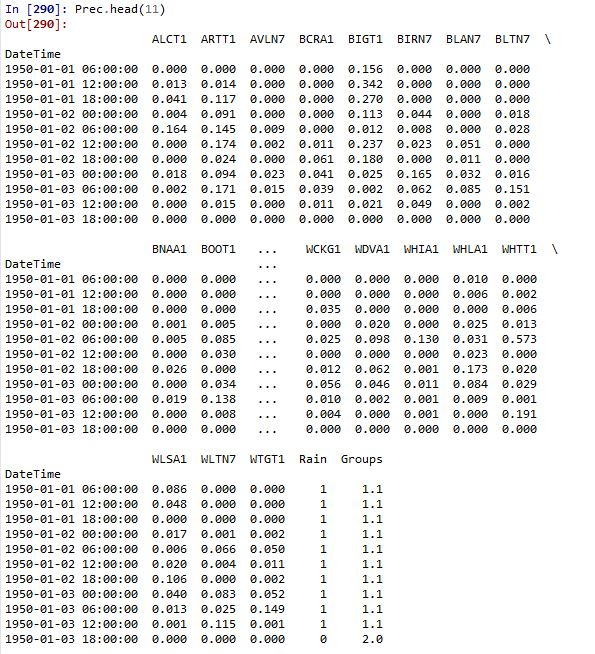 In [290]: Prec.head(11)
Out[290]:
ALCT1 ARTT1 AVLN7 BCRA1 BIGT1 BIRN7 BLAN7 BLTN7 \
DateTime
1950-01-01 06:00:00 0.000 0.000 0.000 0.000 0.156 0.000 0.000 0.000
1950-01-01 12:00:00 0.013 0.014 0.000 0.000 0.342 0.000 0.000 0.000
1950-01-01 18:00:00 0.041 0.117 0.000 0.000 0.270 0.000 0.000 0.000
1950-01-02 00:00:00 0.004 0.091 0.000 0.000 0.113 0.044 0.000 0.018
1950-01-02 06:00:00 0.164 0.145 0.009 0.000 0.012 0.008 0.000 0.028
1950-01-02 12:00:00 0.000 0.174 0.002 0.011 0.237 0.023 0.051 0.000
1950-01-02 18:00:00 0.000 0.024 0.000 0.061 0.180 0.000 0.011 0.000
1950-01-03 00:00:00 0.018 0.094 0.023 0.041 0.025 0.165 0.032 0.016
1950-01-03 06:00:00 0.002 0.171 0.015 0.039 0.002 0.062 0.085 0.151
1950-01-03 12:00:00 0.000 0.015 0.000 0.011 0.021 0.049 0.000 0.002
1950-01-03 18:00:00 0.000 0.000 0.000 0.000 0.000 0.000 0.000 0.000
BNAA1 BOOT1 ... WCKG1 WDVA1 WHIA1 WHLA1 WHTT1 \
DateTime ...
1950-01-01 06:00:00 0.000 0.000 ... 0.000 0.000 0.000 0.010 0.000
1950-01-01 12:00:00 0.000 0.000 ... 0.000 0.000 0.000 0.006 0.002
1950-01-01 18:00:00 0.000 0.000 ... 0.035 0.000 0.000 0.000 0.006
1950-01-02 00:00:00 0.001 0.005 ... 0.000 0.020 0.000 0.025 0.013
1950-01-02 06:00:00 0.005 0.085 ... 0.025 0.098 0.130 0.031 0.573
1950-01-02 12:00:00 0.000 0.030 ... 0.000 0.000 0.000 0.023 0.000
1950-01-02 18:00:00 0.026 0.000 ... 0.012 0.062 0.001 0.173 0.020
1950-01-03 00:00:00 0.000 0.034 ... 0.056 0.046 0.011 0.084 0.029
1950-01-03 06:00:00 0.019 0.138 ... 0.010 0.002 0.001 0.009 0.001
1950-01-03 12:00:00 0.000 0.008 ... 0.004 0.000 0.001 0.000 0.191
1950-01-03 18:00:00 0.000 0.000 ... 0.000 0.000 0.000 0.000 0.000
WLSA1 WLTN7 WTGT1 Rain Groups
DateTime
1950-01-01 06:00:00 0.086 0.000 0.000 1 1.1
1950-01-01 12:00:00 0.048 0.000 0.000 1 1.1
1950-01-01 18:00:00 0.000 0.000 0.000 1 1.1
1950-01-02 00:00:00 0.017 0.001 0.002 1 1.1
1950-01-02 06:00:00 0.006 0.066 0.050 1 1.1
1950-01-02 12:00:00 0.020 0.004 0.011 1 1.1
1950-01-02 18:00:00 0.106 0.000 0.002 1 1.1
1950-01-03 00:00:00 0.040 0.083 0.052 1 1.1
1950-01-03 06:00:00 0.013 0.025 0.149 1 1.1
1950-01-03 12:00:00 0.001 0.115 0.001 1 1.1
1950-01-03 18:00:00 0.000 0.000 0.000 0 2.0